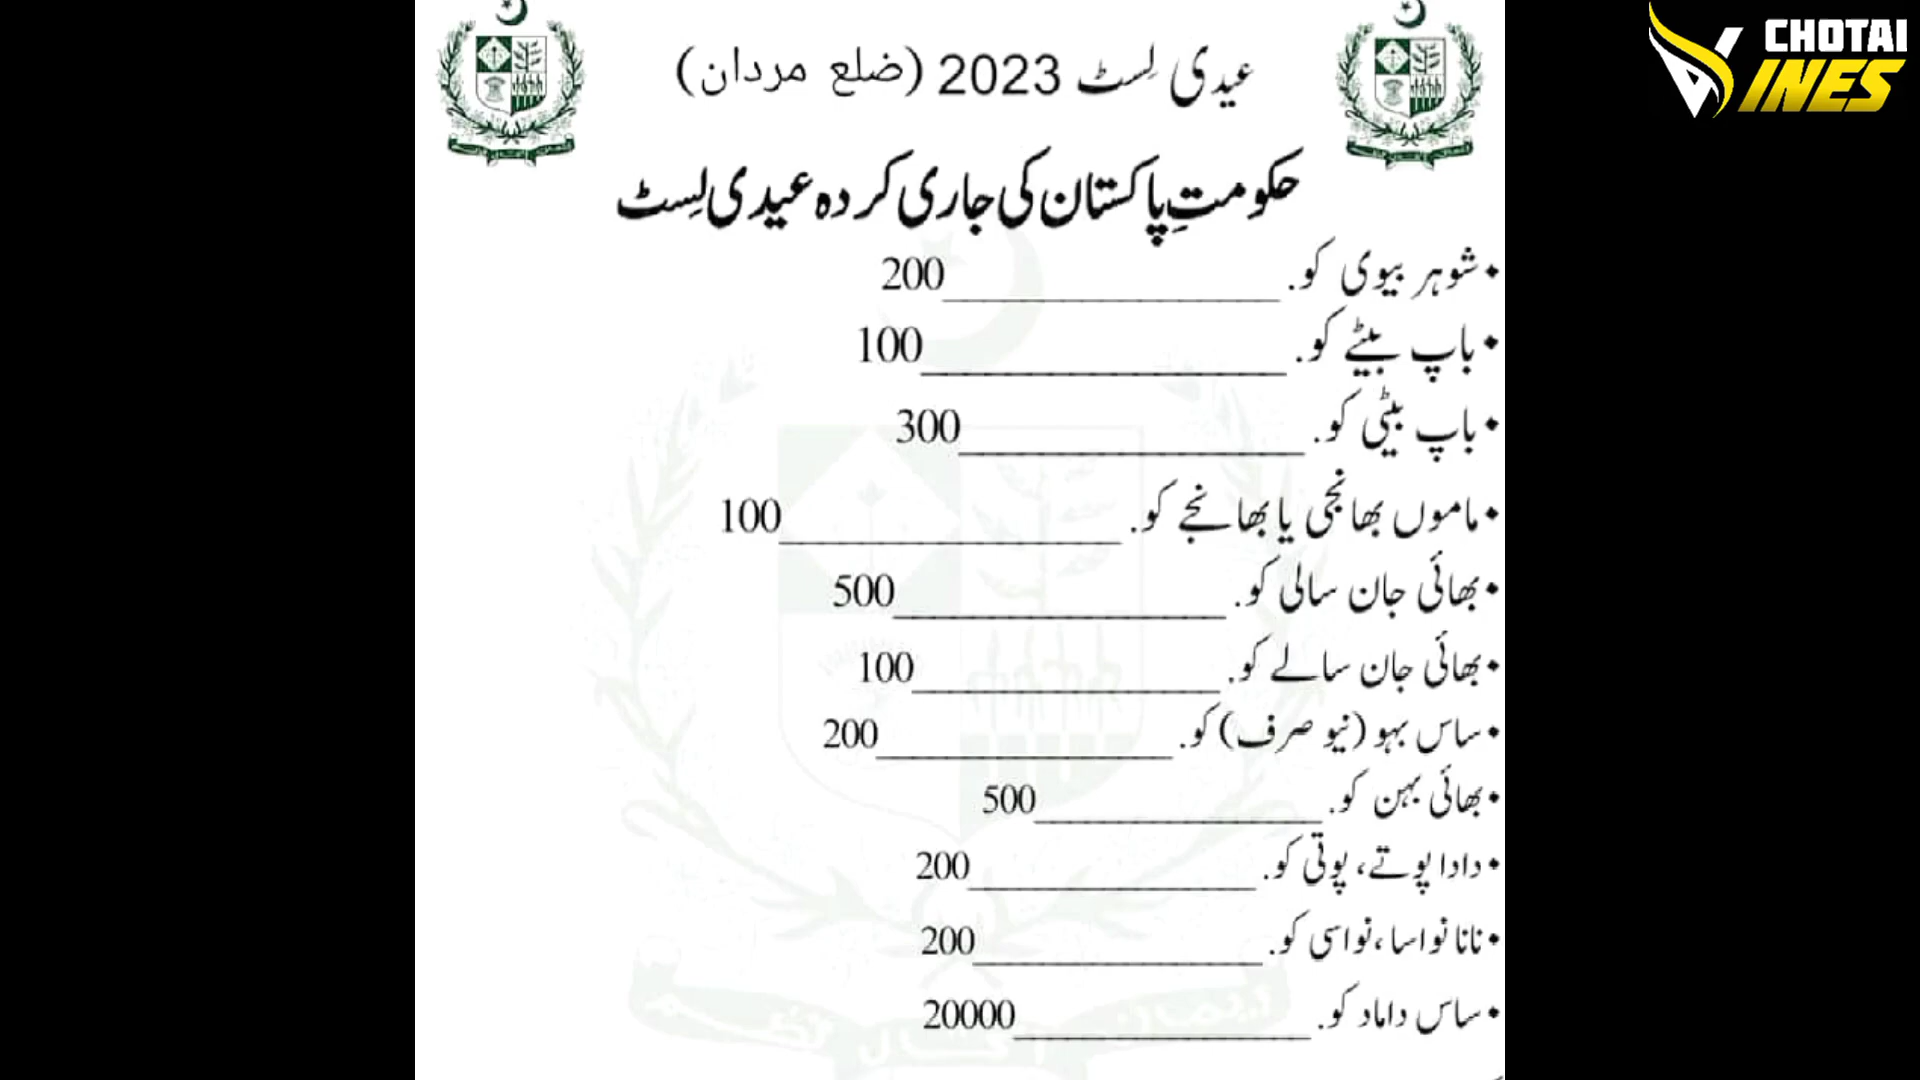 CHOTAI
VINES
عیدی لِسٹ 2023 (ضلع مردان)
حکومتِ پاکستان کی جاری کردہ عیدی لِسٹ
• شوہر بیوی کو. ________ 200
• باپ بیٹے کو. ________ 100
• باپ بیٹی کو. ________ 300
• ماموں بھانجی یا بھانجے کو. ________ 100
• بھائی جان سالی کو. ________ 500
• بھائی جان سالے کو. ________ 100
• ساس بہو (نیو صرف) کو. ________ 200
• بھائی بہن کو. ________ 500
• دادا پوتے، پوتی کو. ________ 200
• نانا نواسا، نواسی کو. ________ 200
• ساس داماد کو. ________ 20000